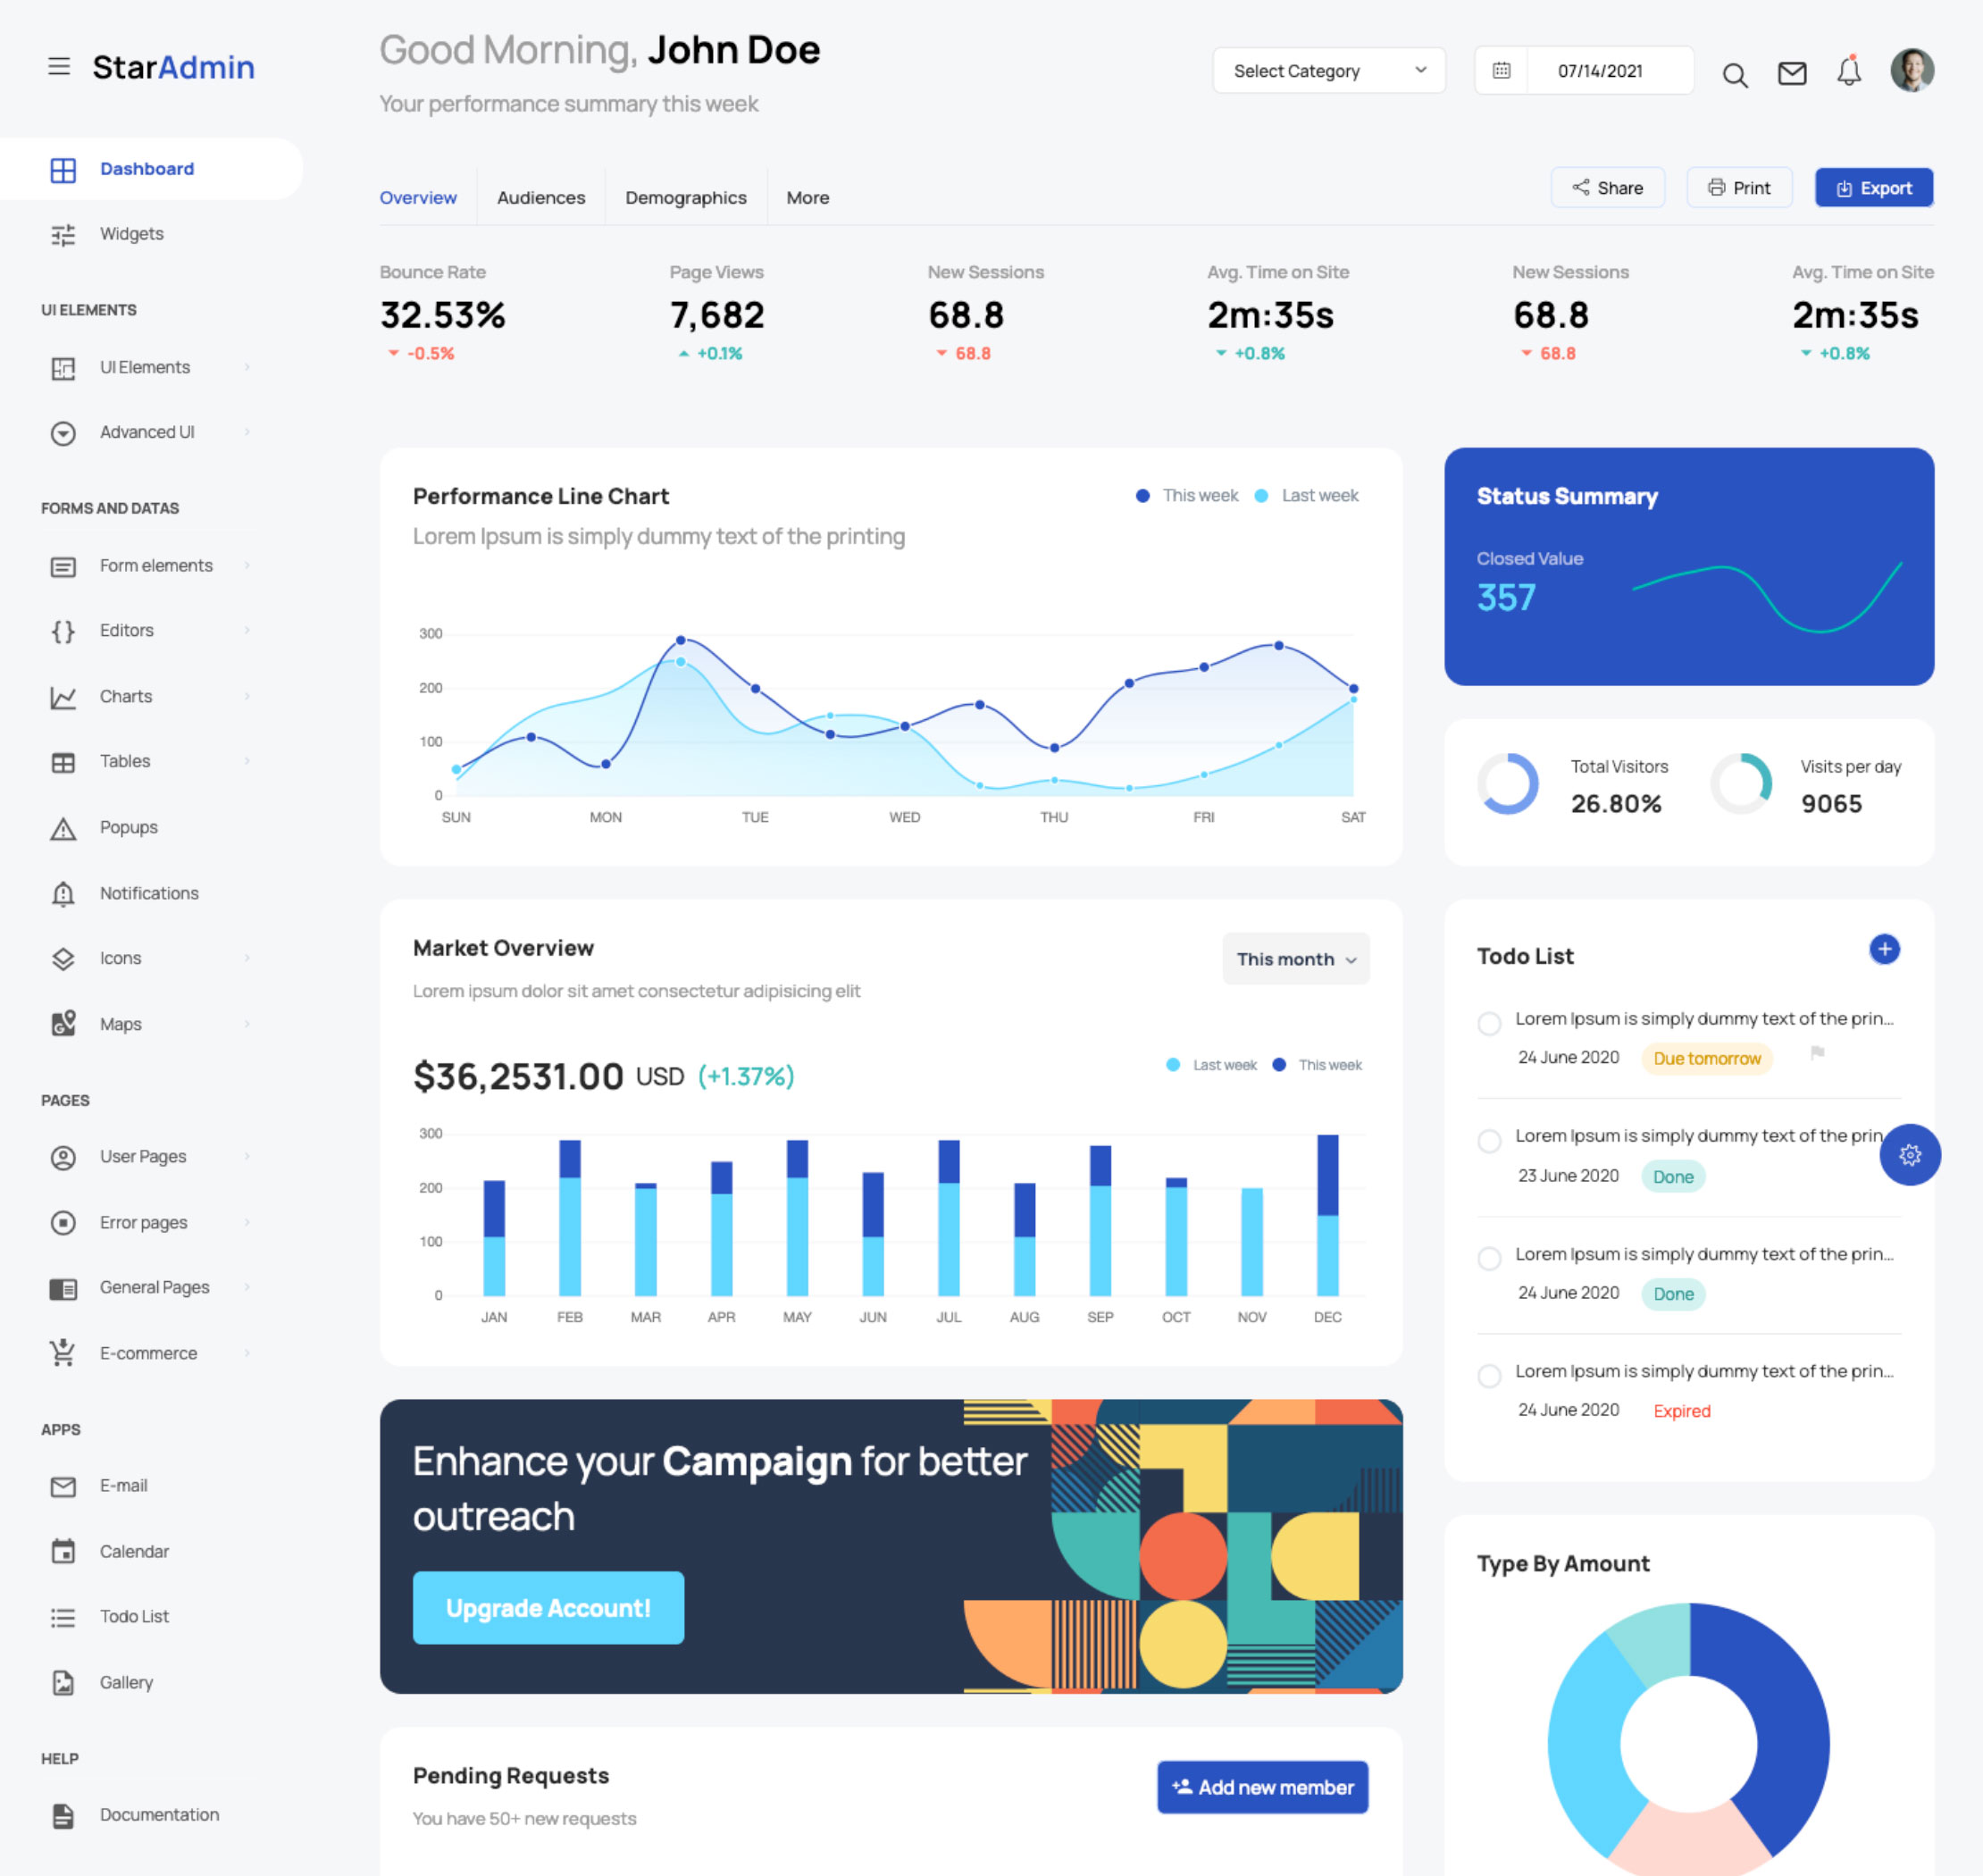 StarAdmin
Dashboard
Widgets
UI ELEMENTS
UI Elements
Advanced UI
FORMS AND DATAS
Form elements
Editors
Charts
Tables
Popups
Notifications
Icons
Maps
PAGES
User Pages
Error pages
General Pages
E-commerce
APPS
E-mail
Calendar
Todo List
Gallery
HELP
Documentation
Good Morning, John Doe
Your performance summary this week
Select Category
07/14/2021
Overview
Audiences
Demographics
More
Share
Print
Export
Bounce Rate
32.53%
-0.5%
Page Views
7,682
+0.1%
New Sessions
68.8
68.8
Avg. Time on Site
2m:35s
+0.8%
New Sessions
68.8
68.8
Avg. Time on Site
2m:35s
+0.8%
Performance Line Chart
This week
Last week
Lorem Ipsum is simply dummy text of the printing
300
200
100
0
SUN MON TUE WED THU FRI SAT
Status Summary
Closed Value
357
Total Visitors
26.80%
Visits per day
9065
Market Overview
This month
Lorem ipsum dolor sit amet consectetur adipisicing elit
$36,2531.00 USD (+1.37%)
Last week
This week
300
200
100
0
JAN FEB MAR APR MAY JUN JUL AUG SEP OCT NOV DEC
Todo List
Lorem Ipsum is simply dummy text of the prin...
24 June 2020 Due tomorrow
Lorem Ipsum is simply dummy text of the prin
23 June 2020 Done
Lorem Ipsum is simply dummy text of the prin...
24 June 2020 Done
Lorem Ipsum is simply dummy text of the prin...
24 June 2020 Expired
Enhance your Campaign for better
outreach
Upgrade Account!
Type By Amount
Pending Requests
Add new member
You have 50+ new requests